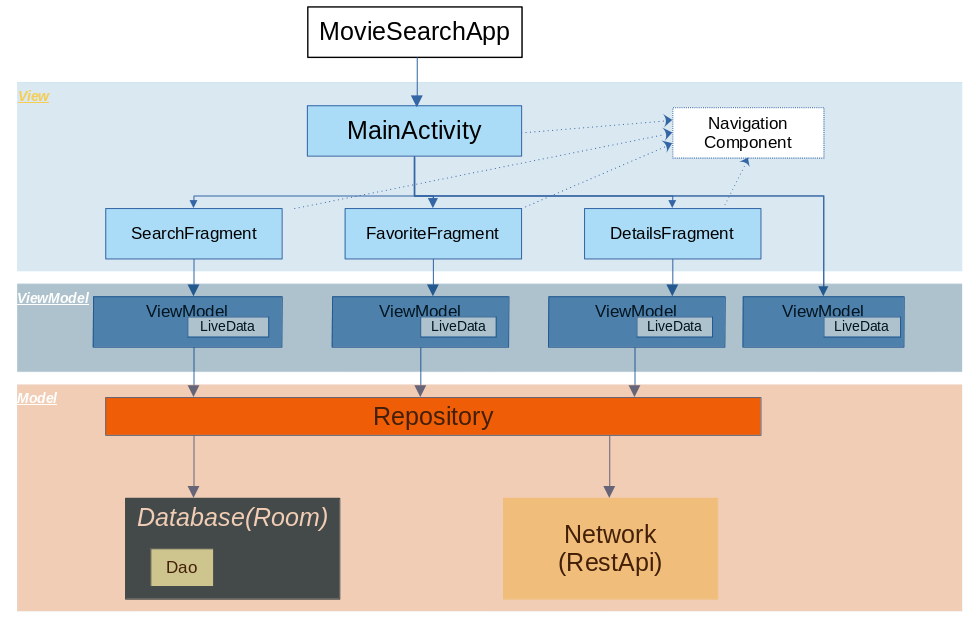 MovieSearchApp
View
MainActivity
Navigation
Component
SearchFragment
FavoriteFragment
DetailsFragment
ViewModel
ViewModel
LiveData
ViewModel
LiveData
ViewModel
LiveData
ViewModel
LiveData
Model
Repository
Database(Room)
Dao
Network
(RestApi)